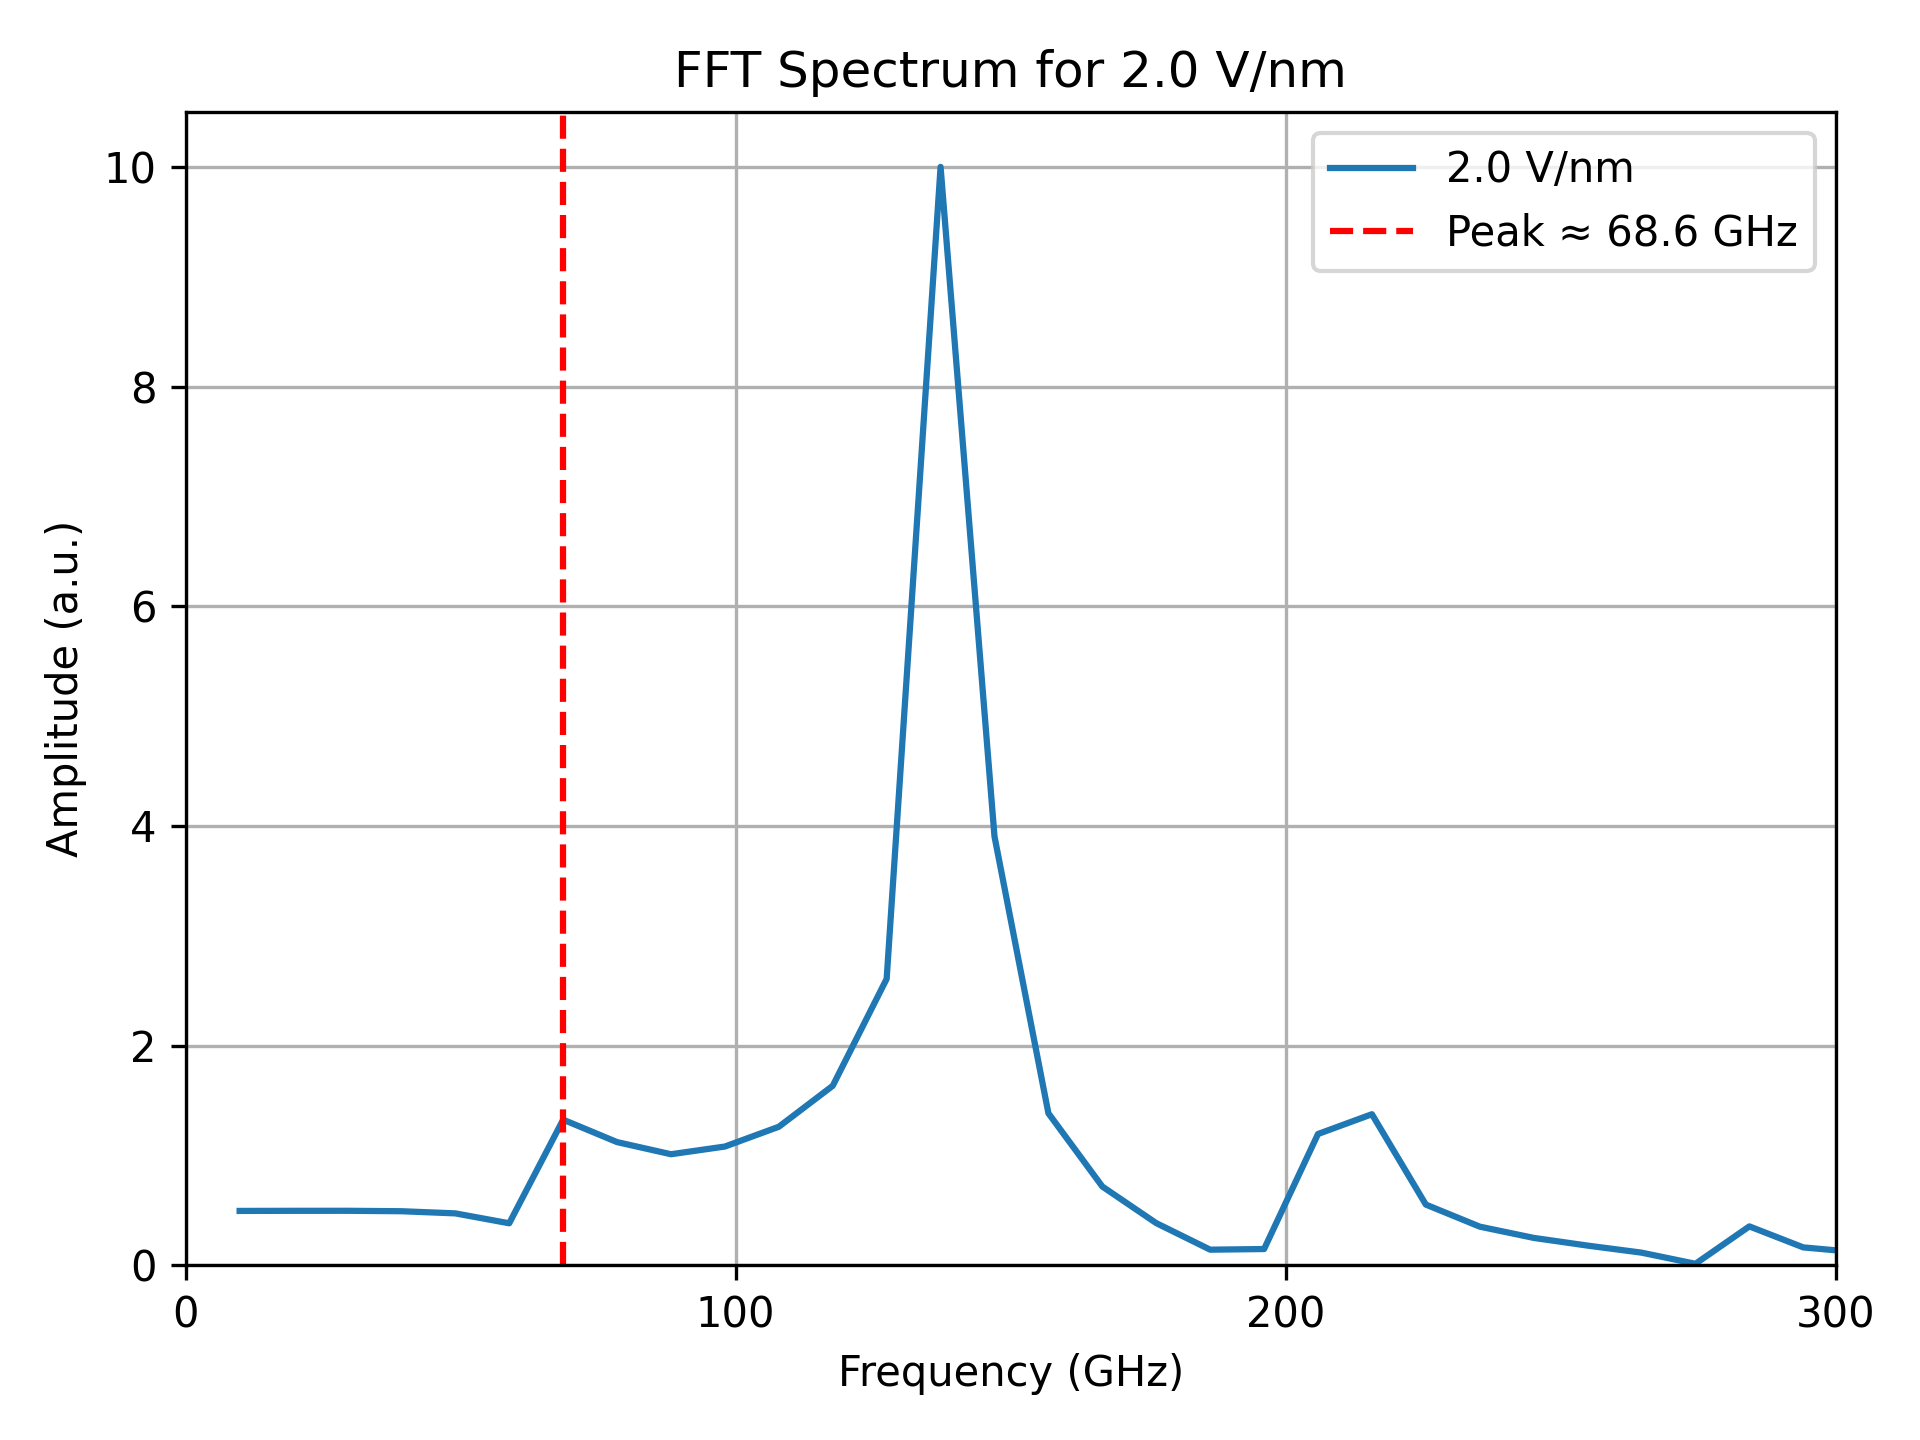 FFT Spectrum for 2.0 V/nm
2.0 V/nm
Peak ≈ 68.6 GHz
Amplitude (a.u.)
10
8
6
4
2
0
0 100 200 300
Frequency (GHz)